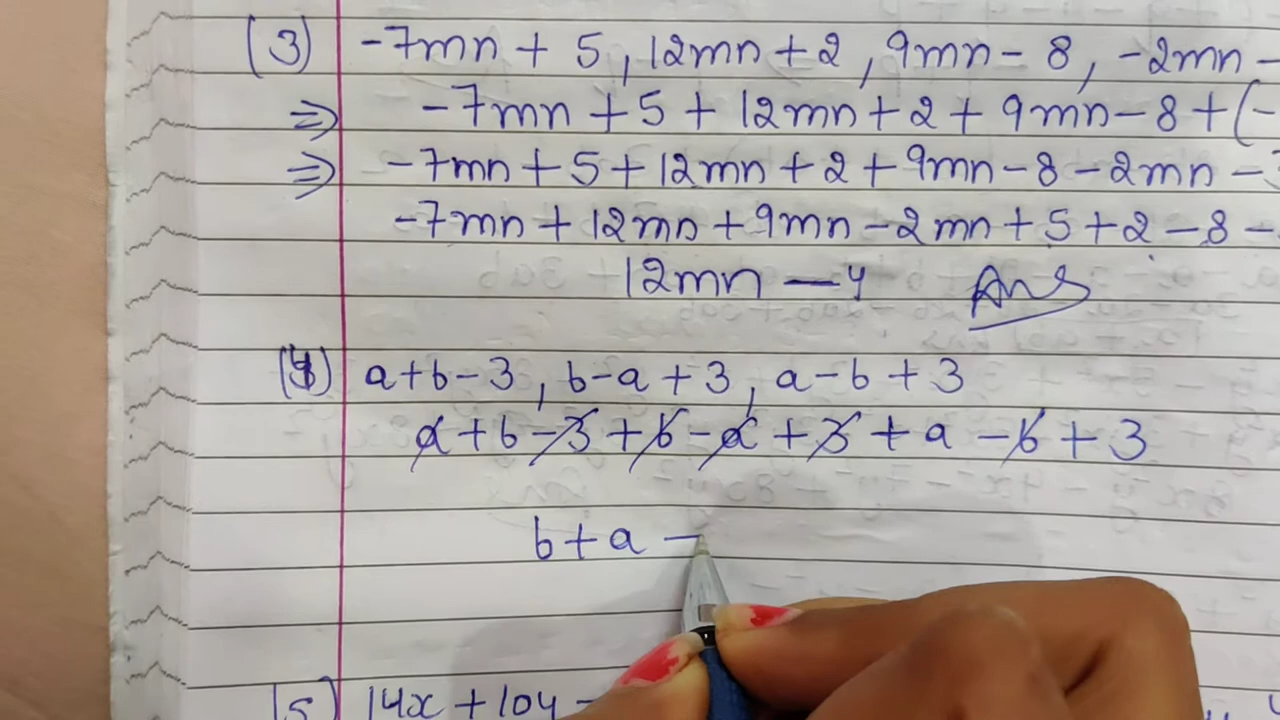 (3) -7mn + 5, 12mn + 2, 9mn - 8, -2mn -
⇒ -7mn + 5 + 12mn + 2 + 9mn - 8 + (-
⇒ -7mn + 5 + 12mn + 2 + 9mn - 8 - 2mn -
-7mn + 12mn + 9mn - 2mn + 5 + 2 - 8 -
12mn - 4 Ans
(4) a+b-3, b-a+3, a-b+3
a + b - 3 + b - a + 3 + a - b + 3
b + a -
(5) 14x + 10y -